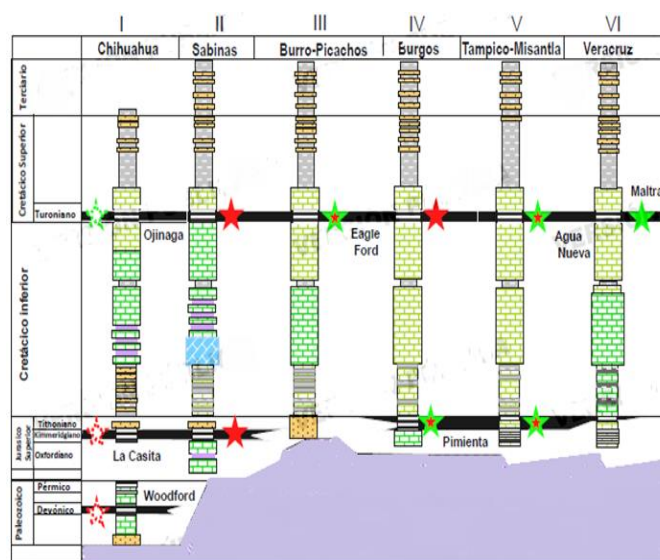 I II III IV V VI
Chihuahua Sabinas Burro-Picachos Burgos Tampico-Misantla Veracruz
Terciario
Cretácico Superior
Maltra
Turoniano
Ojinaga
Eagle
Ford
Agua
Nueva
Cretácico inferior
Jurásico
Superior
Tithoniano
Kimmeridgiano
Oxfordiano
La Casita
Pimienta
Paleozoico
Pérmico
Woodford
Devónico